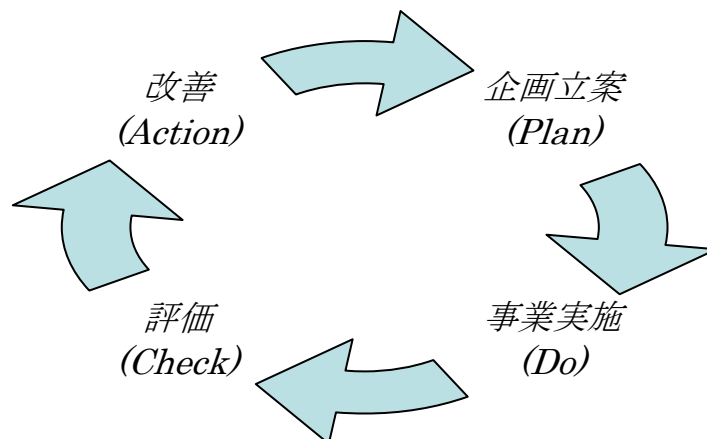 改善
(Action)
企画立案
(Plan)
評価
(Check)
事業実施
(Do)